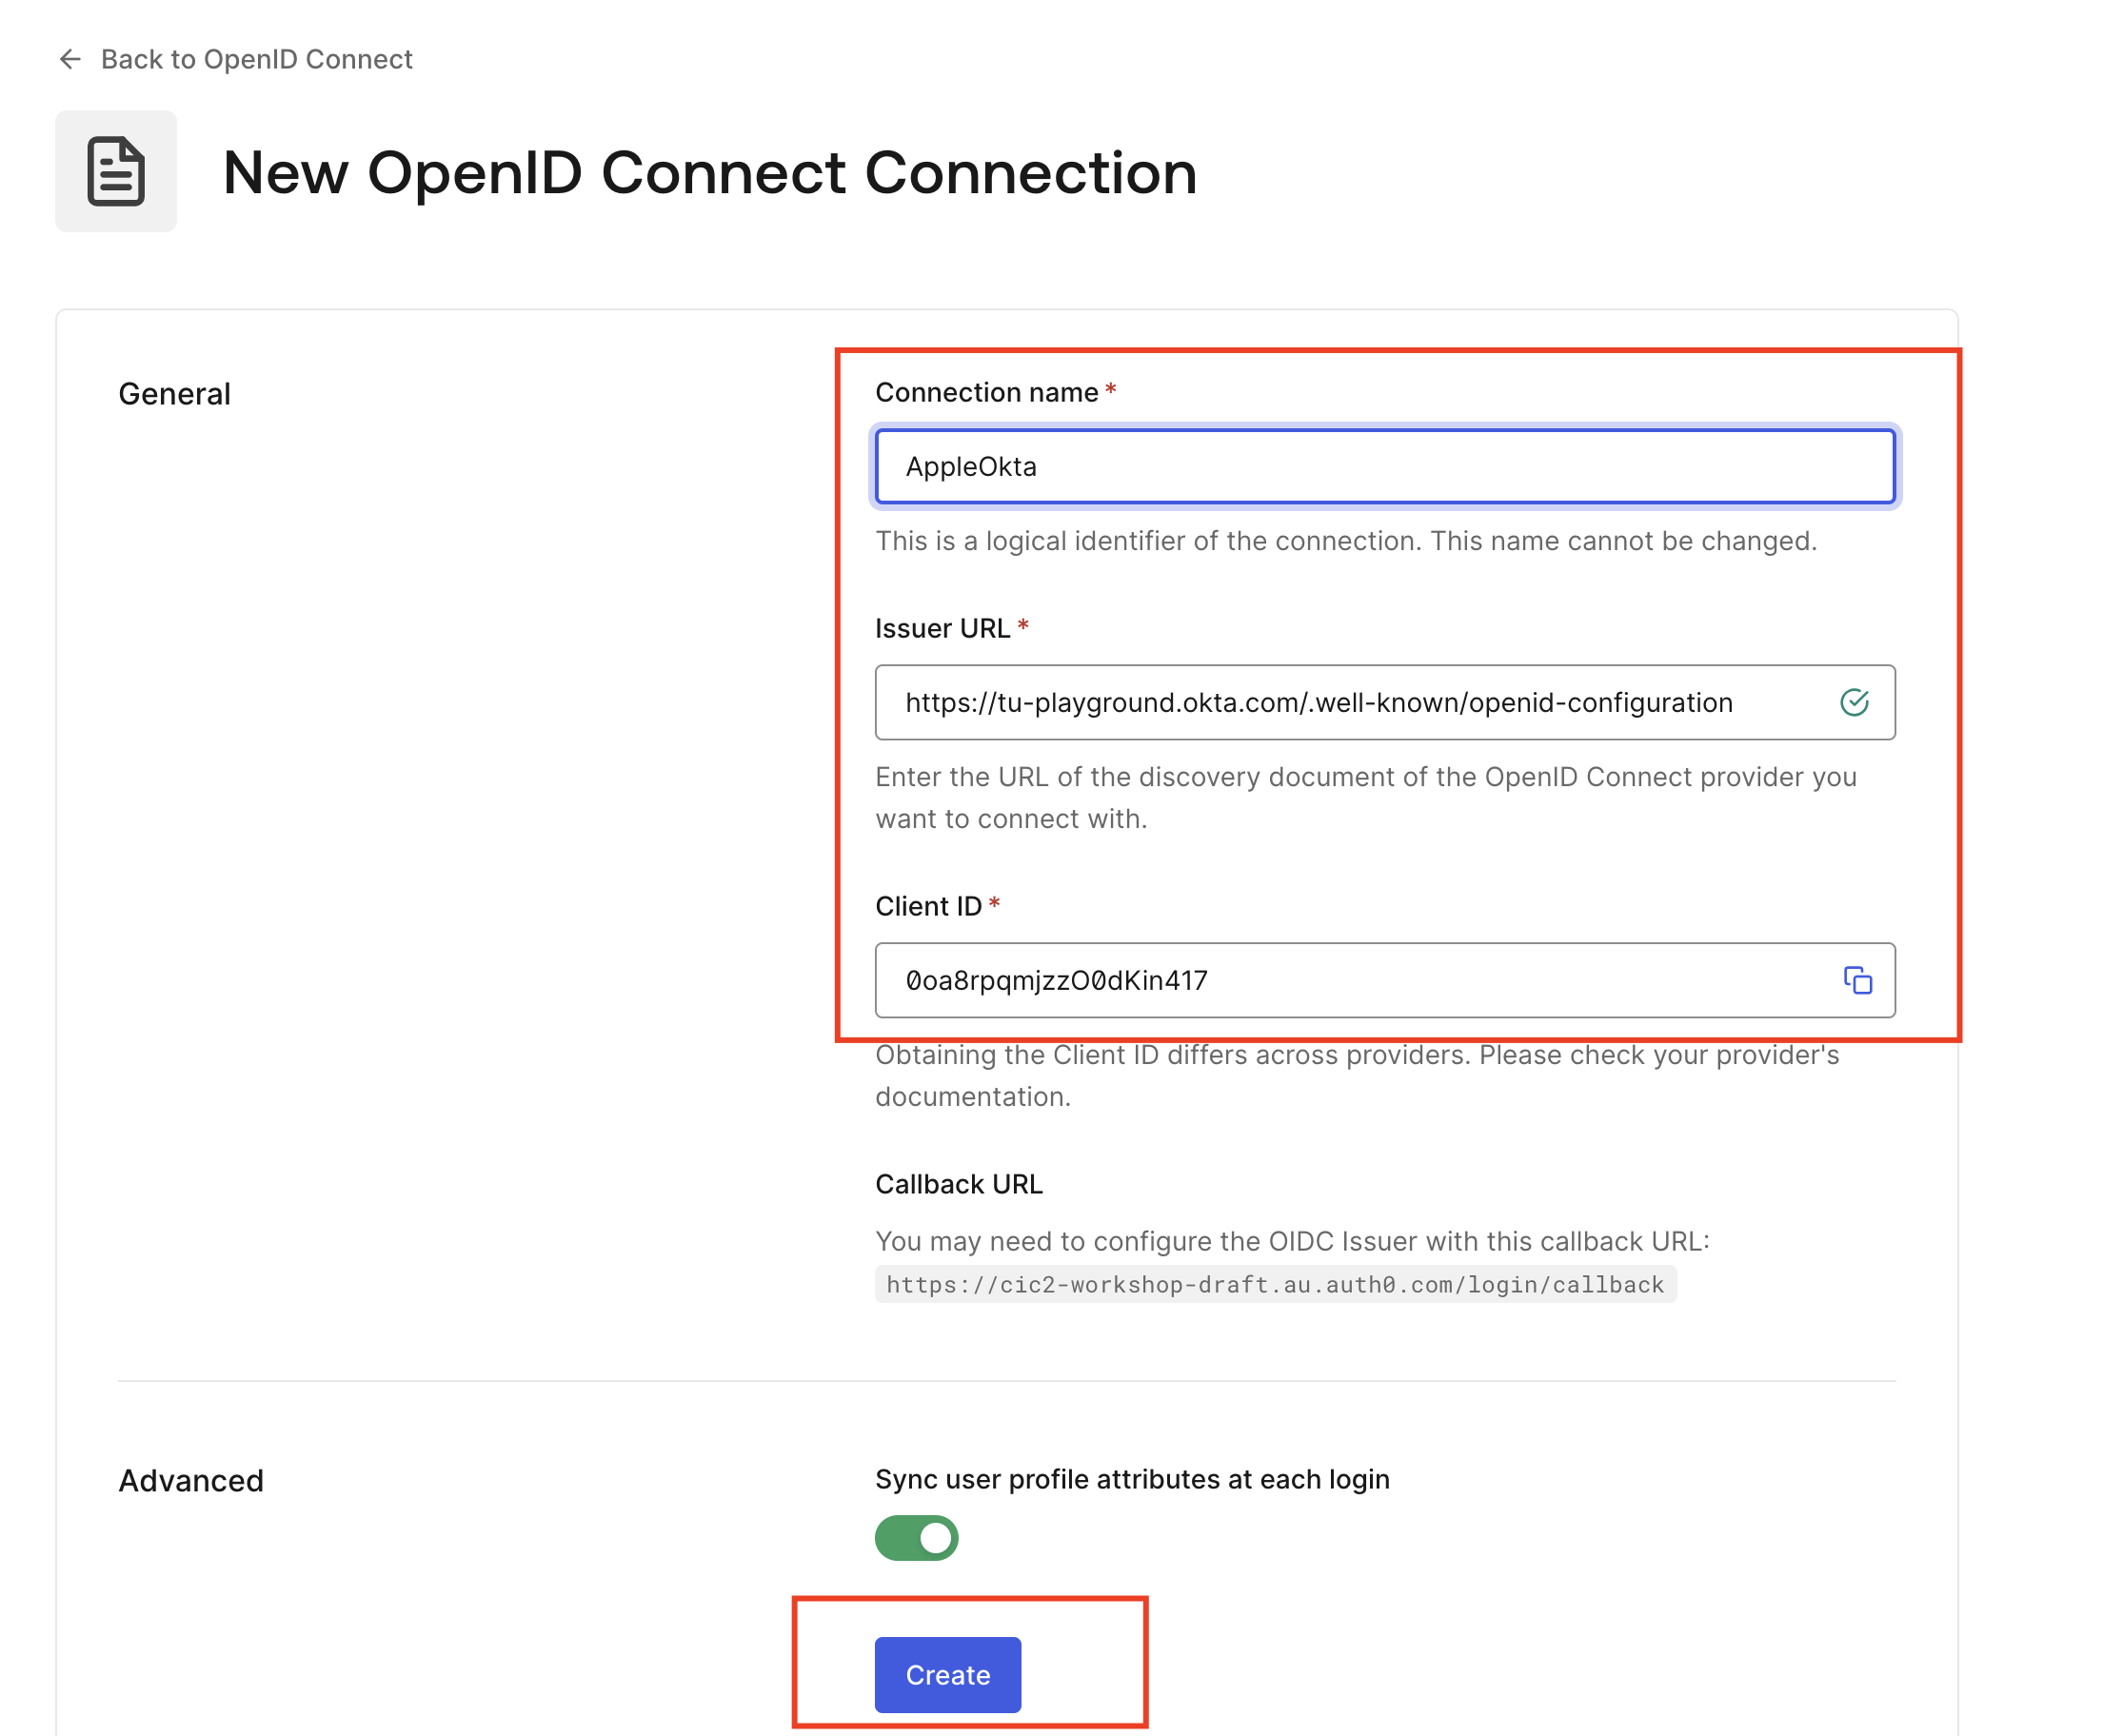 Back to OpenID Connect
New OpenID Connect Connection
General
Connection name *
AppleOkta
This is a logical identifier of the connection. This name cannot be changed.
Issuer URL *
https://tu-playground.okta.com/.well-known/openid-configuration
Enter the URL of the discovery document of the OpenID Connect provider you
want to connect with.
Client ID *
0oa8rpqmjzzO0dKin417
Obtaining the Client ID differs across providers. Please check your provider's
documentation.
Callback URL
You may need to configure the OIDC Issuer with this callback URL:
https://cic2-workshop-draft.au.auth0.com/login/callback
Advanced
Sync user profile attributes at each login
Create